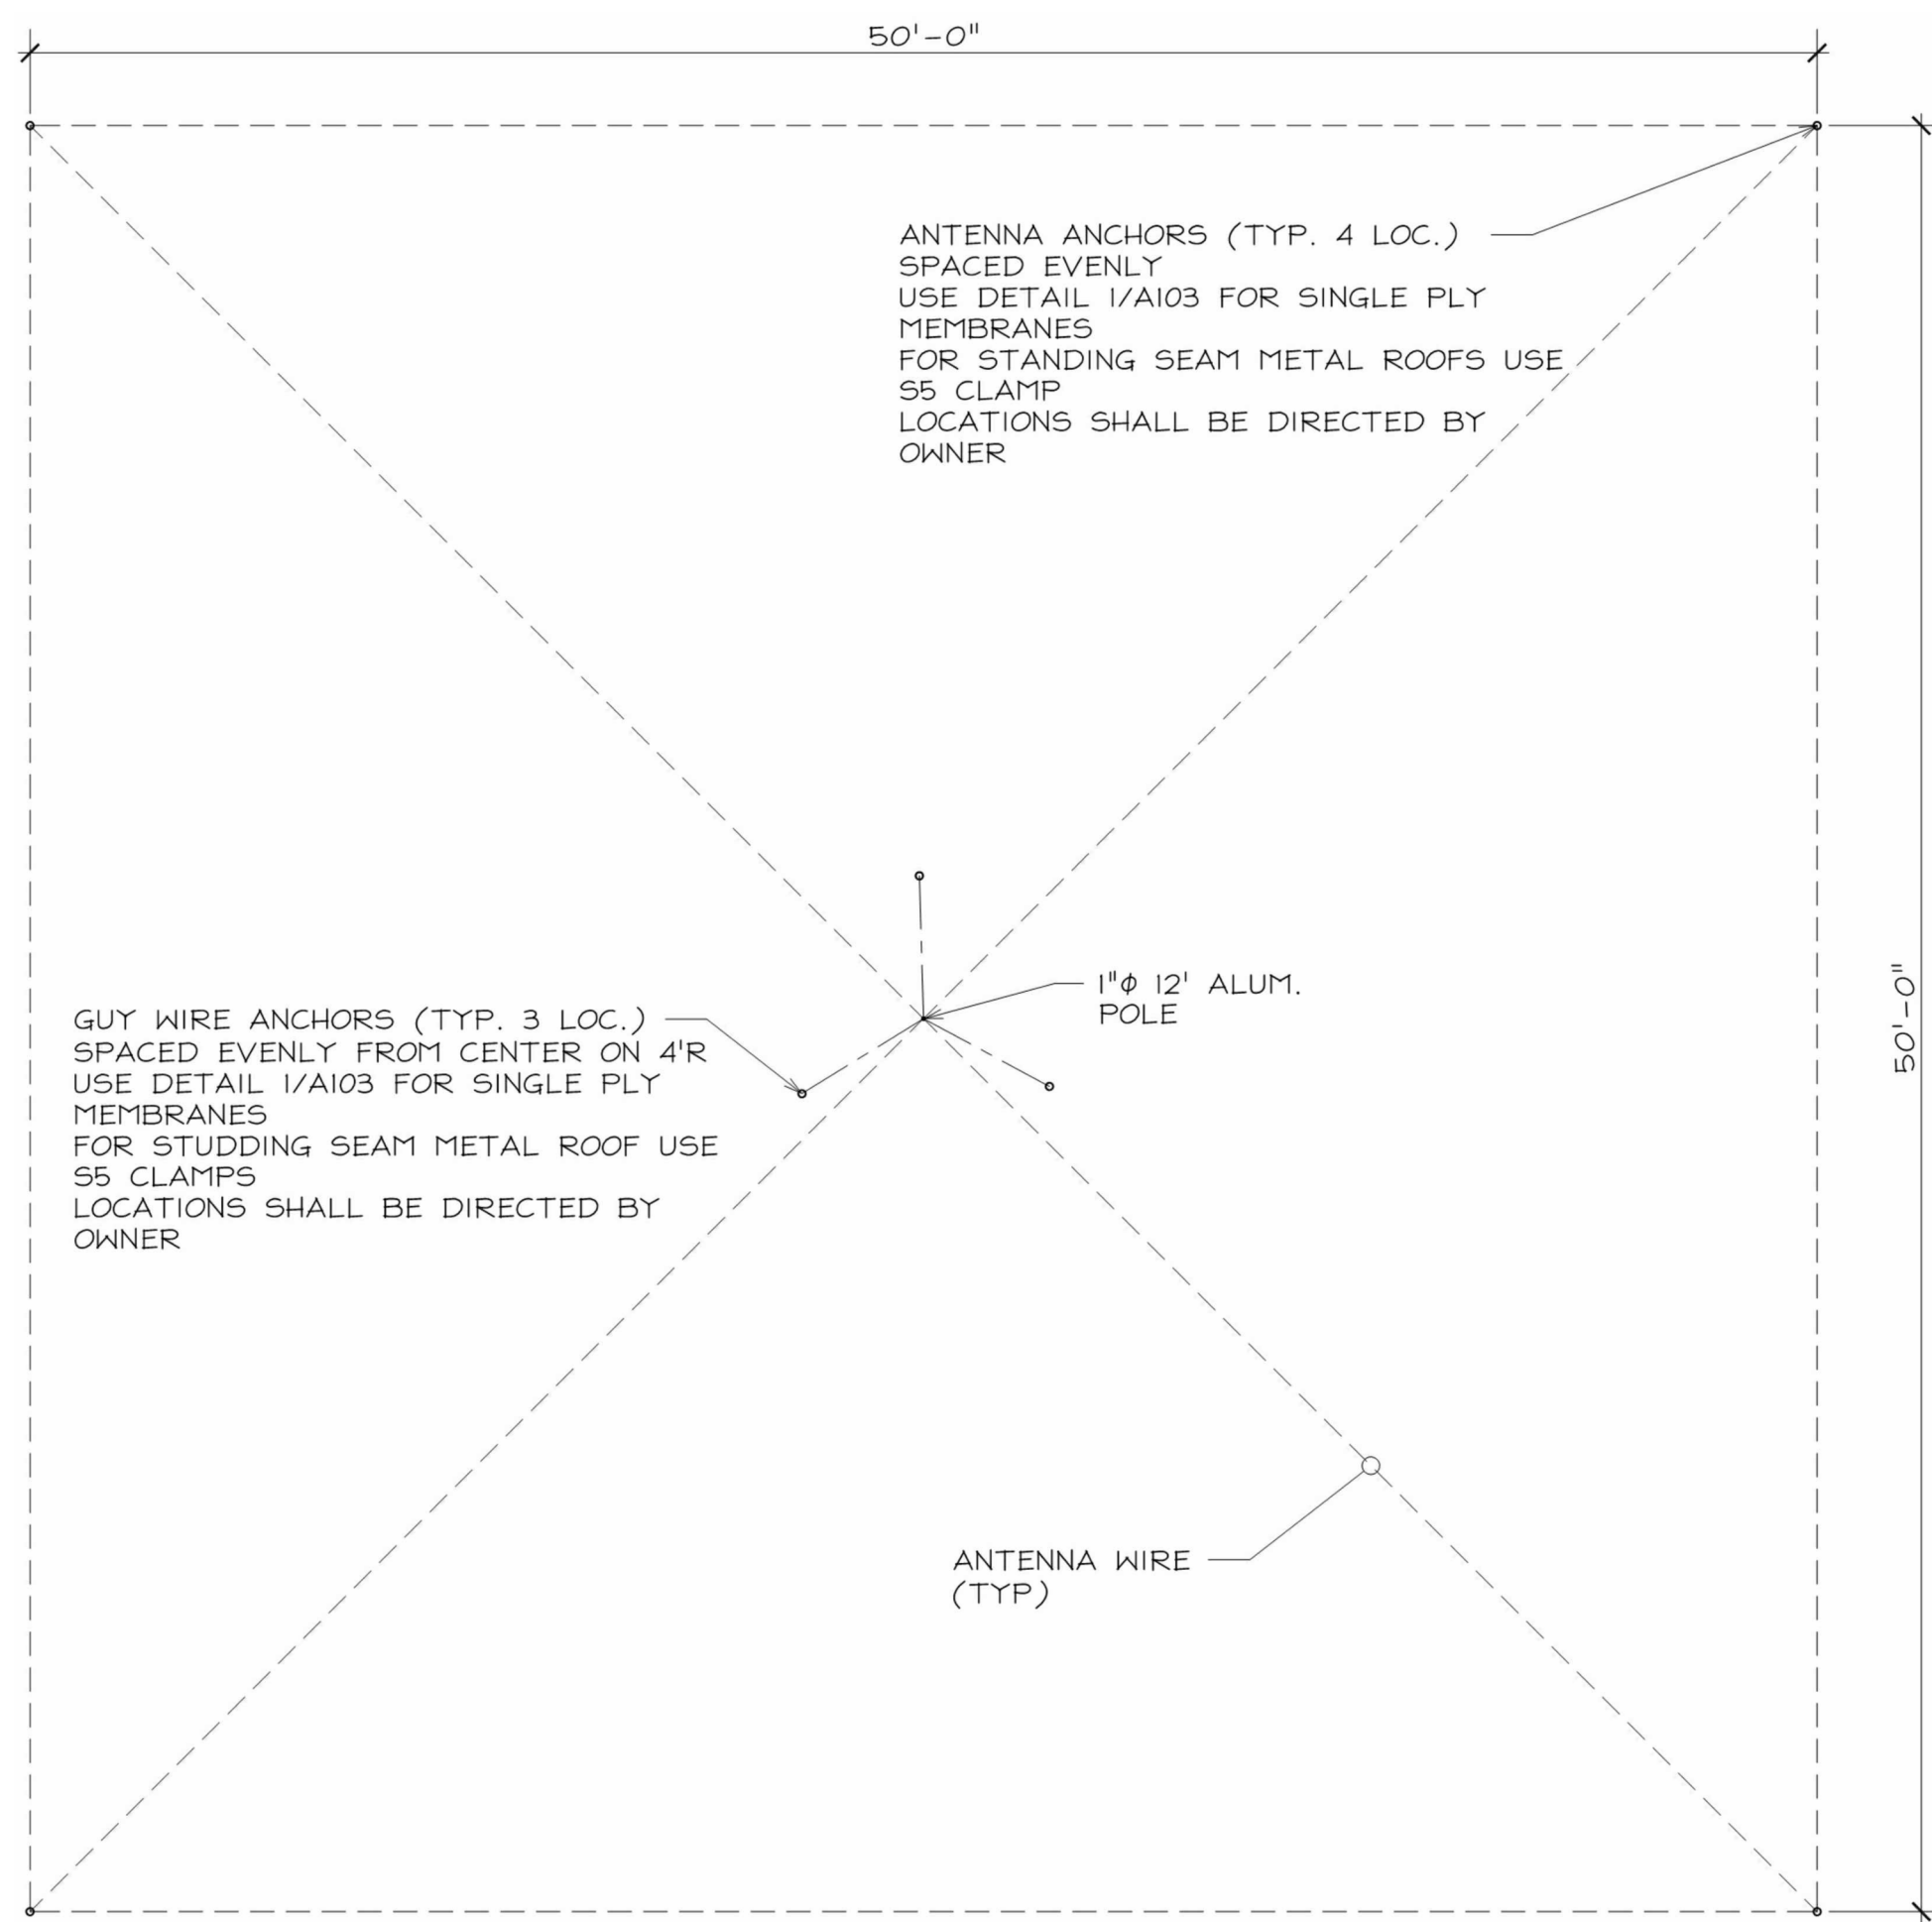 50'-0"
ANTENNA ANCHORS (TYP. 4 LOC.)
SPACED EVENLY
USE DETAIL 1/A103 FOR SINGLE PLY
MEMBRANES
FOR STANDING SEAM METAL ROOFS USE
S5 CLAMP
LOCATIONS SHALL BE DIRECTED BY
OWNER
1"ϕ 12' ALUM.
POLE
50'-0"
GUY WIRE ANCHORS (TYP. 3 LOC.)
SPACED EVENLY FROM CENTER ON 4'R
USE DETAIL 1/A103 FOR SINGLE PLY
MEMBRANES
FOR STUDDING SEAM METAL ROOF USE
S5 CLAMPS
LOCATIONS SHALL BE DIRECTED BY
OWNER
ANTENNA WIRE
(TYP)